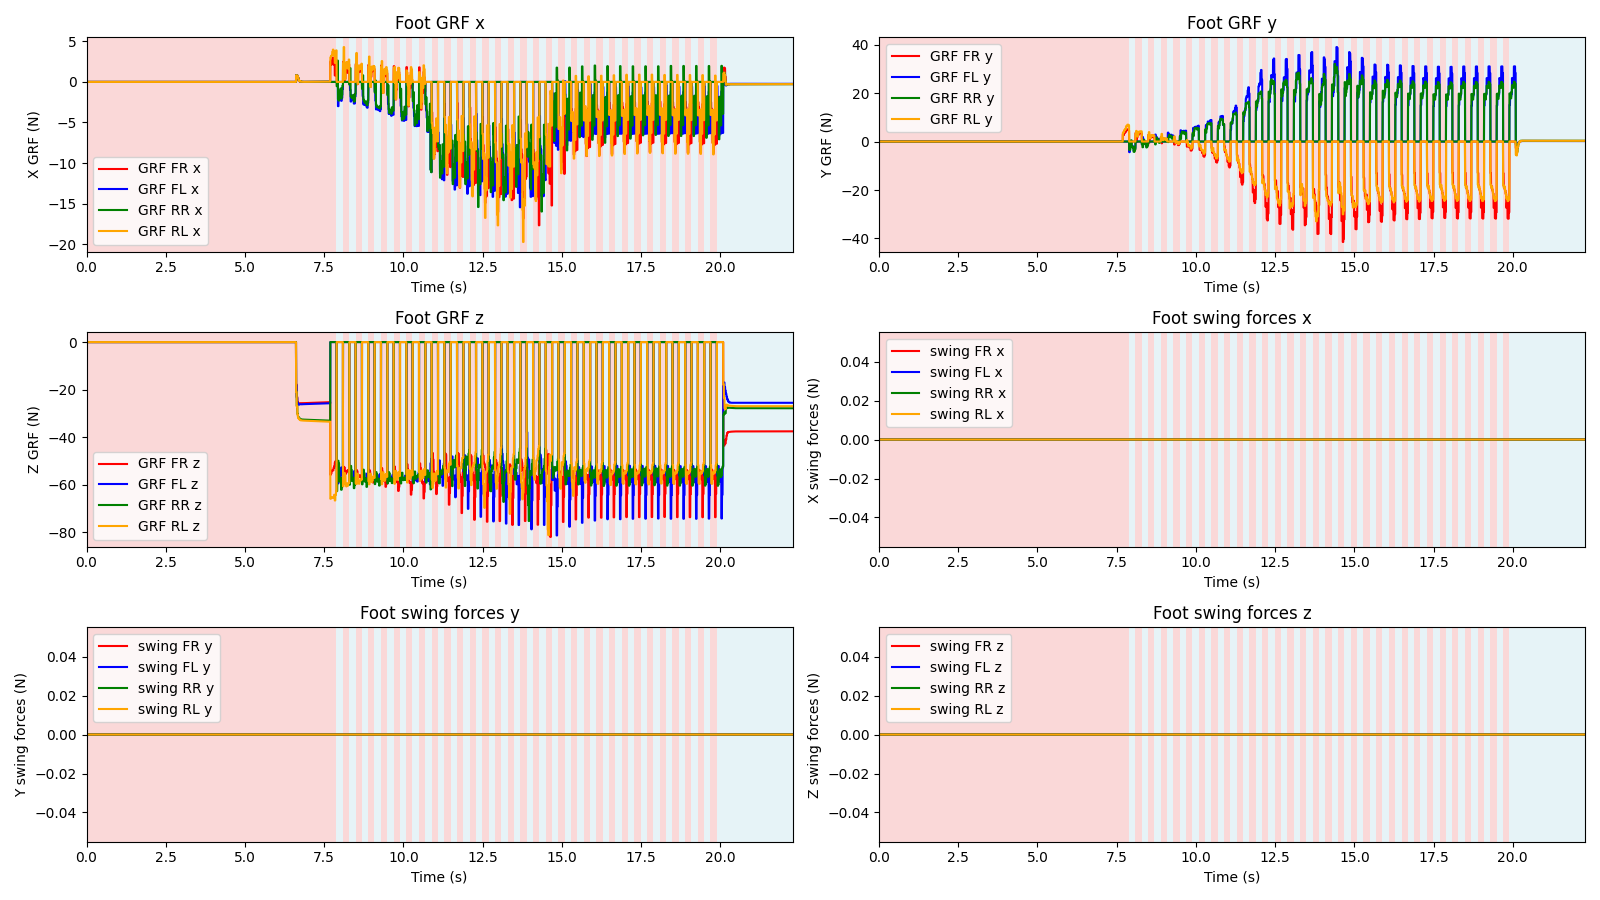 Foot GRF x
X GRF (N)
5
0
−5
−10
−15
−20
GRF FR x
GRF FL x
GRF RR x
GRF RL x
0.0 2.5 5.0 7.5 10.0 12.5 15.0 17.5 20.0
Time (s)
Foot GRF y
Y GRF (N)
40
20
0
−20
−40
GRF FR y
GRF FL y
GRF RR y
GRF RL y
0.0 2.5 5.0 7.5 10.0 12.5 15.0 17.5 20.0
Time (s)
Foot GRF z
Z GRF (N)
0
−20
−40
−60
−80
GRF FR z
GRF FL z
GRF RR z
GRF RL z
0.0 2.5 5.0 7.5 10.0 12.5 15.0 17.5 20.0
Time (s)
Foot swing forces x
X swing forces (N)
0.04
0.02
0.00
−0.02
−0.04
swing FR x
swing FL x
swing RR x
swing RL x
0.0 2.5 5.0 7.5 10.0 12.5 15.0 17.5 20.0
Time (s)
Foot swing forces y
Y swing forces (N)
0.04
0.02
0.00
−0.02
−0.04
swing FR y
swing FL y
swing RR y
swing RL y
0.0 2.5 5.0 7.5 10.0 12.5 15.0 17.5 20.0
Time (s)
Foot swing forces z
Z swing forces (N)
0.04
0.02
0.00
−0.02
−0.04
swing FR z
swing FL z
swing RR z
swing RL z
0.0 2.5 5.0 7.5 10.0 12.5 15.0 17.5 20.0
Time (s)